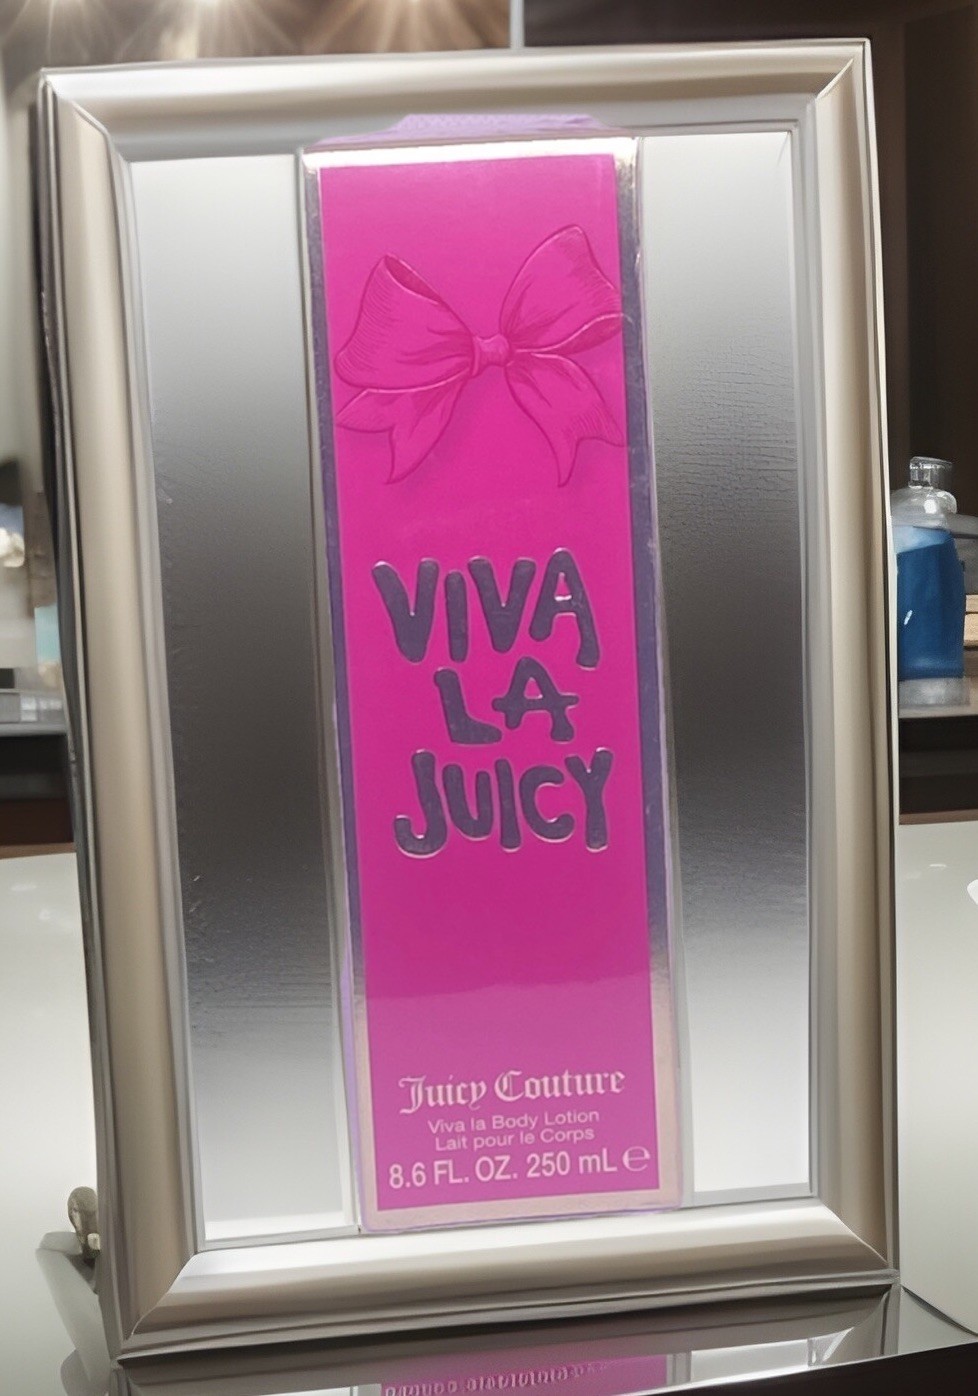 VIVA
LA
JUICY
Juicy Couture
Viva la Body Lotion
Lait pour le Corps
8.6 FL. OZ. 250 mL ℮